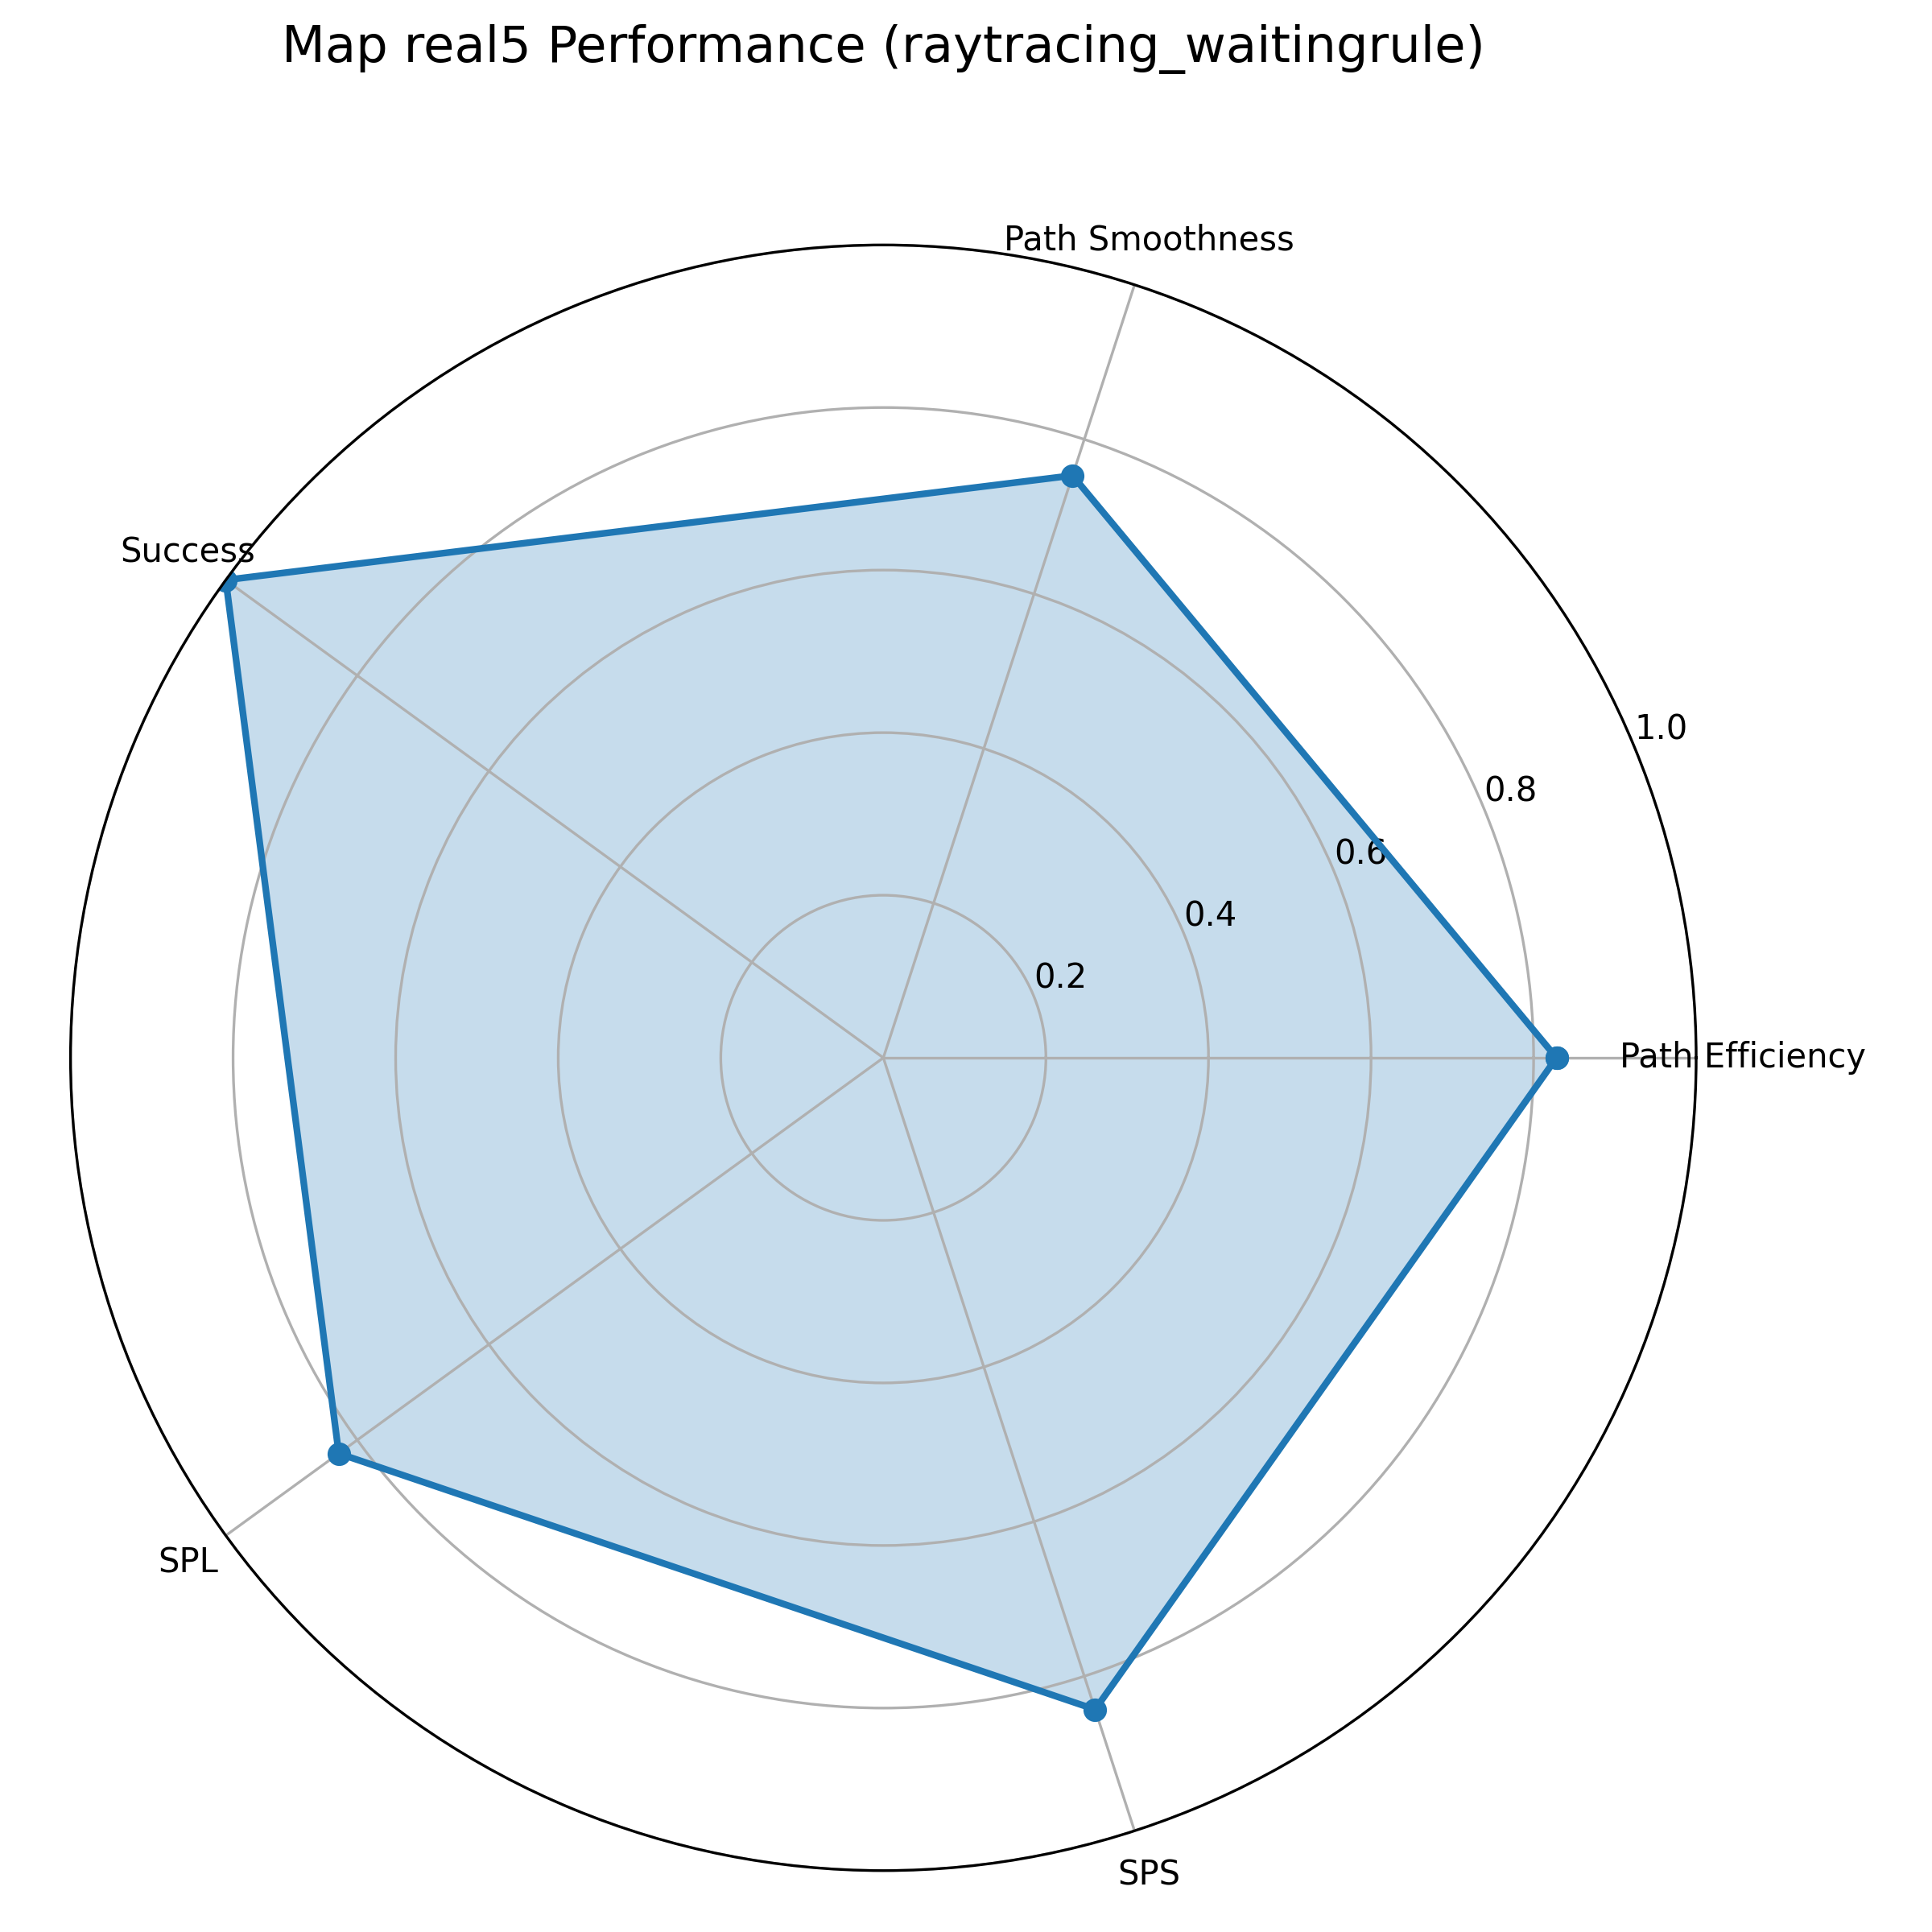 Map real5 Performance (raytracing_waitingrule)
Path Smoothness
Success
1.0
0.8
0.6
0.4
0.2
Path Efficiency
SPL
SPS